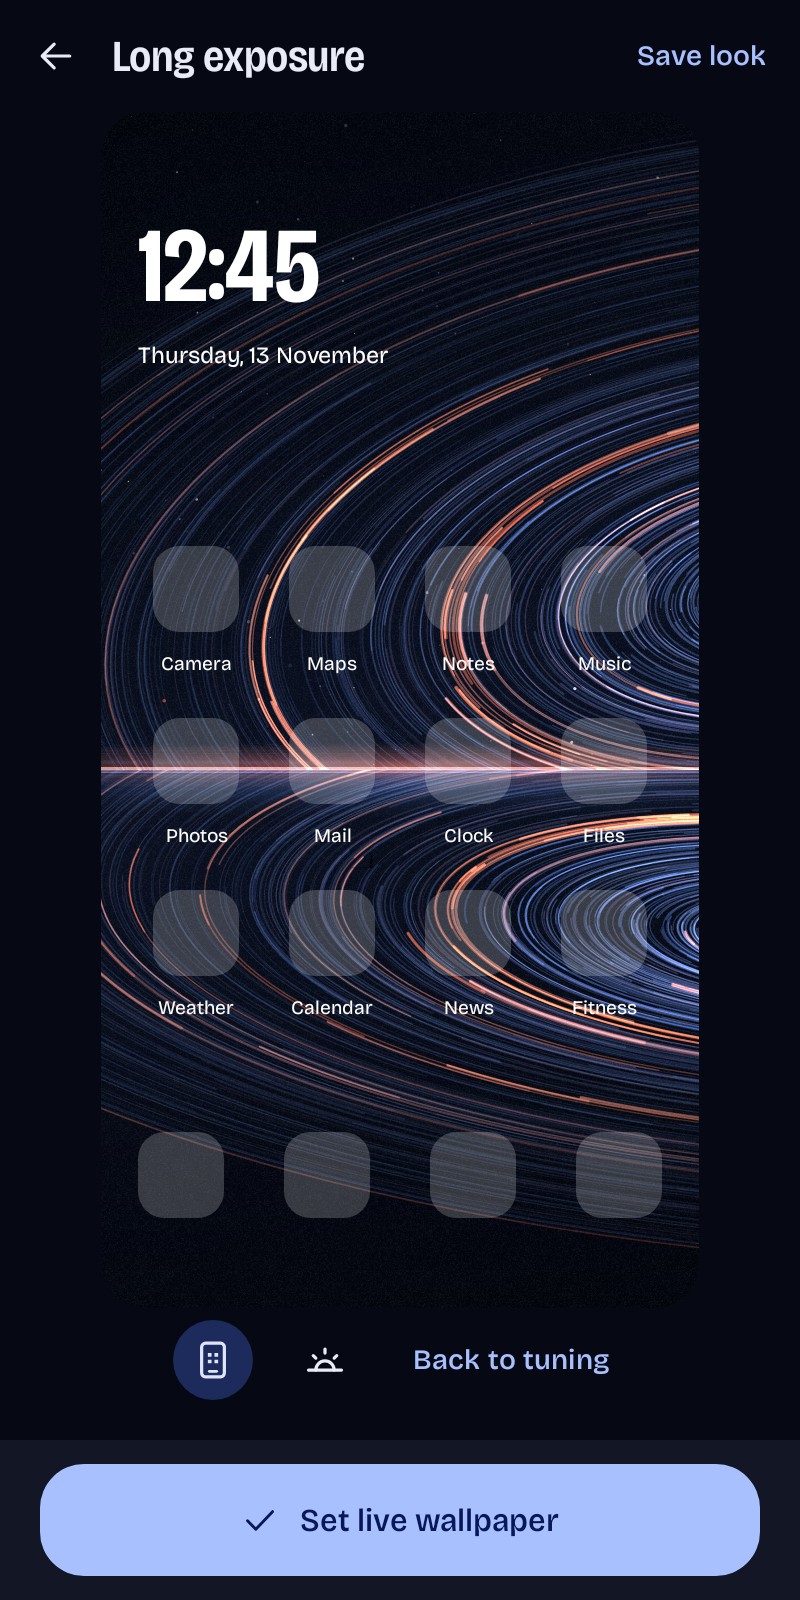 Long exposure
Save look
12:45
Thursday, 13 November
Camera Maps Notes Music
Photos Mail Clock Files
Weather Calendar News Fitness
Back to tuning
Set live wallpaper